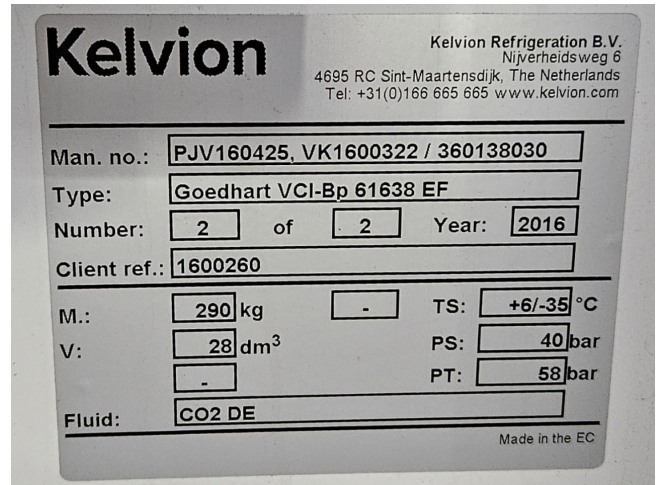 Kelvion
Kelvion Refrigeration B.V.
Nijverheidsweg 6
4695 RC Sint-Maartensdijk, The Netherlands
Tel: +31(0)166 665 665 www.kelvion.com
Man. no.: PJV160425, VK1600322 / 360138030
Type: Goedhart VCI-Bp 61638 EF
Number: 2 of 2 Year: 2016
Client ref.: 1600260
M.: 290 kg - TS: +6/-35 °C
V: 28 dm³ PS: 40 bar
- PT: 58 bar
Fluid: CO2 DE
Made in the EC